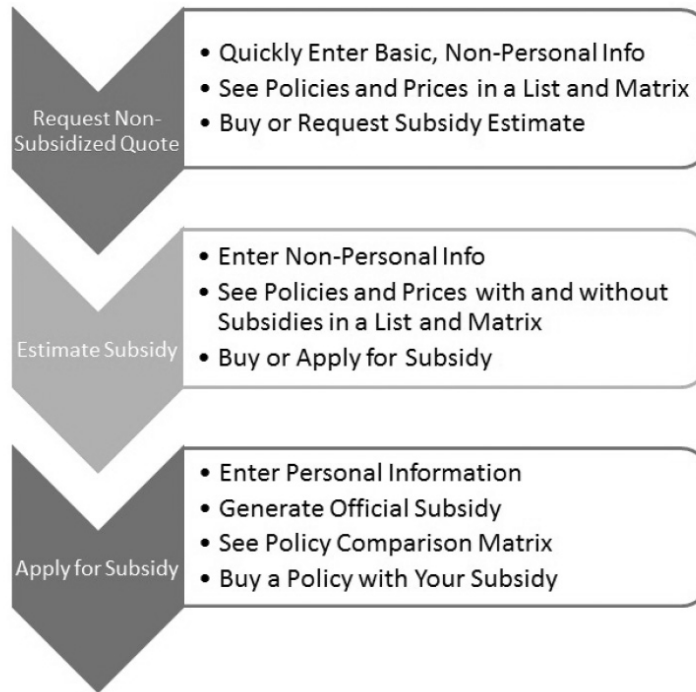 Request Non-
Subsidized Quote
• Quickly Enter Basic, Non-Personal Info
• See Policies and Prices in a List and Matrix
• Buy or Request Subsidy Estimate
Estimate Subsidy
• Enter Non-Personal Info
• See Policies and Prices with and without
Subsidies in a List and Matrix
• Buy or Apply for Subsidy
Apply for Subsidy
• Enter Personal Information
• Generate Official Subsidy
• See Policy Comparison Matrix
• Buy a Policy with Your Subsidy